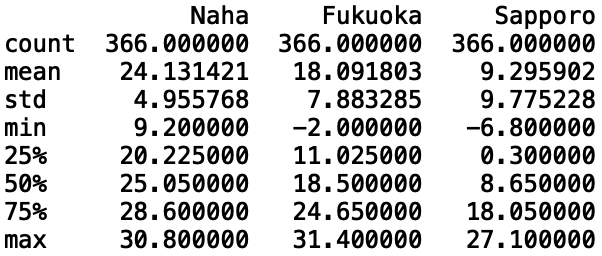 Naha Fukuoka Sapporo
count 366.000000 366.000000 366.000000
mean 24.131421 18.091803 9.295902
std 4.955768 7.883285 9.775228
min 9.200000 −2.000000 −6.800000
25% 20.225000 11.025000 0.300000
50% 25.050000 18.500000 8.650000
75% 28.600000 24.650000 18.050000
max 30.800000 31.400000 27.100000